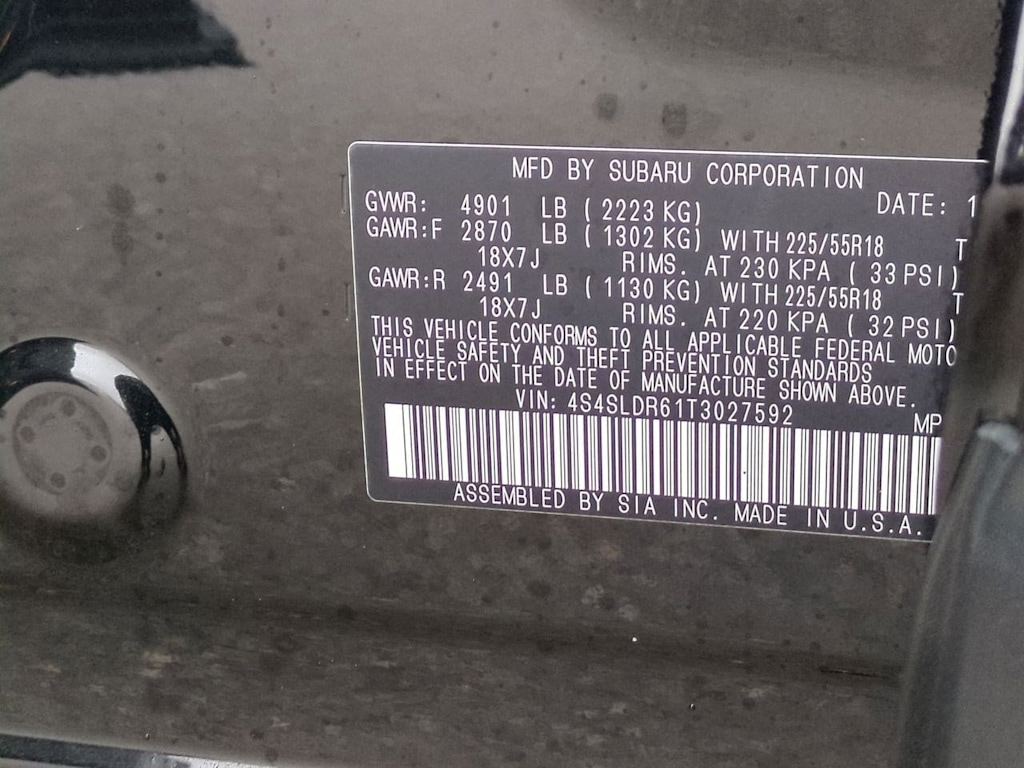 MFD BY SUBARU CORPORATION
GVWR: 4901 LB ( 2223 KG) DATE: 1
GAWR:F 2870 LB ( 1302 KG) WITH 225/55R18 T
18X7J RIMS. AT 230 KPA ( 33 PSI)
GAWR:R 2491 LB ( 1130 KG) WITH 225/55R18 T
18X7J RIMS. AT 220 KPA ( 32 PSI)
THIS VEHICLE CONFORMS TO ALL APPLICABLE FEDERAL MOTO
VEHICLE SAFETY AND THEFT PREVENTION STANDARDS
IN EFFECT ON THE DATE OF MANUFACTURE SHOWN ABOVE.
VIN: 4S4SLDR61T3027592 MP
ASSEMBLED BY SIA INC. MADE IN U.S.A.